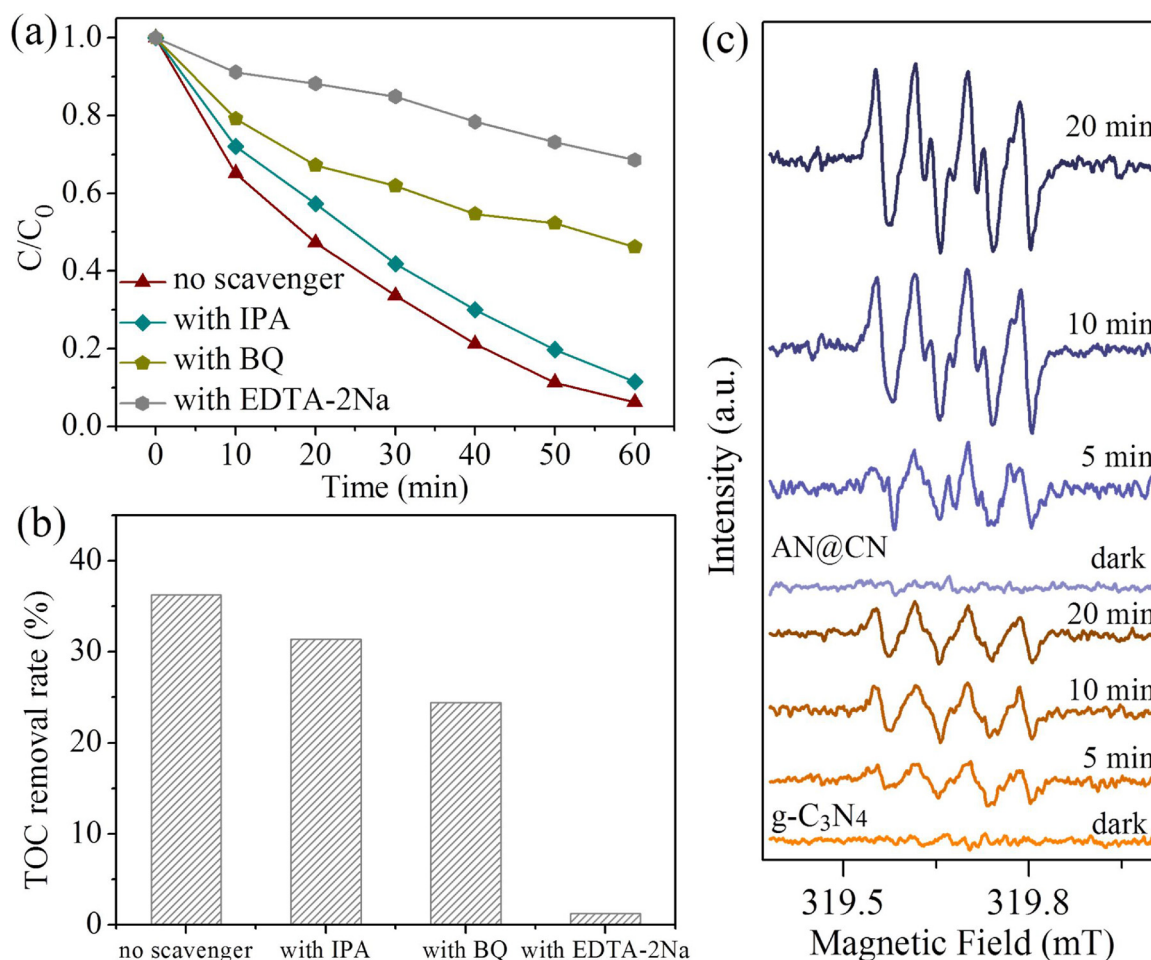 (a)
1.0
0.8
0.6
0.4
0.2
0.0
C/C0
no scavenger
with IPA
with BQ
with EDTA-2Na
0 10 20 30 40 50 60
Time (min)
(b)
40
30
20
10
0
TOC removal rate (%)
no scavenger with IPA with BQ with EDTA-2Na
(c)
Intensity (a.u.)
20 min
10 min
5 min
AN@CN dark
20 min
10 min
5 min
g-C3N4 dark
319.5 319.8
Magnetic Field (mT)